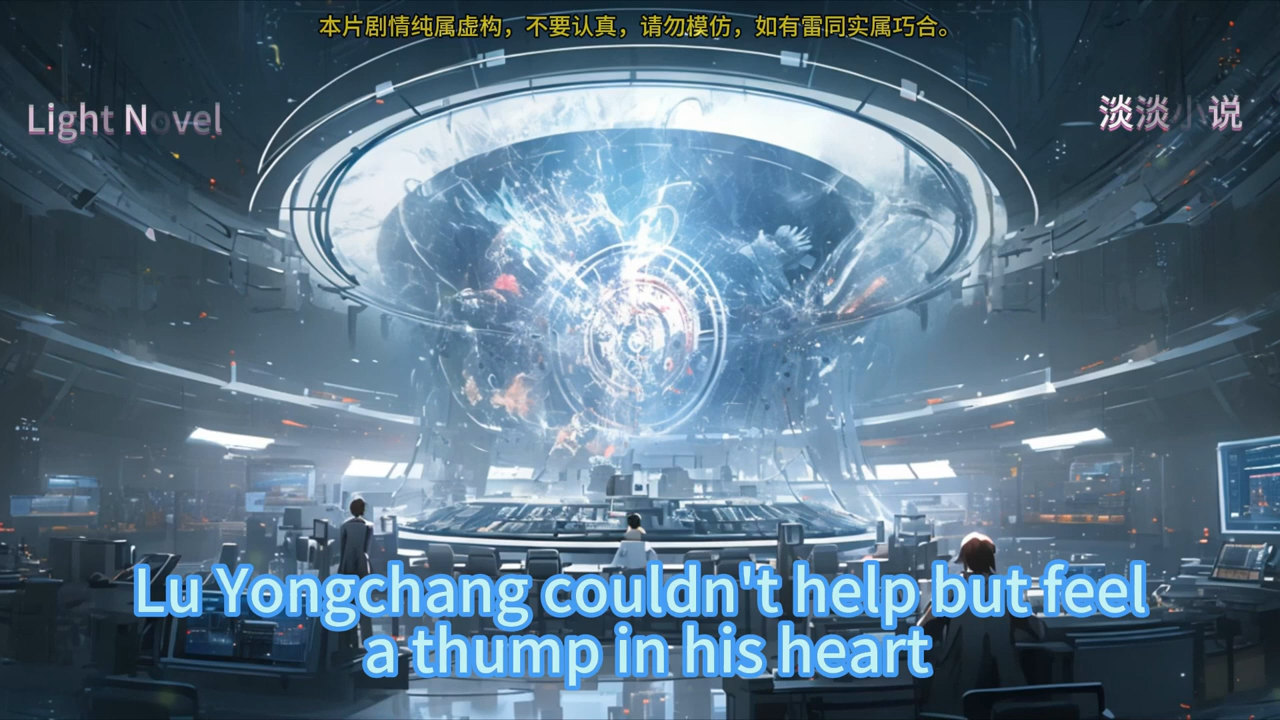 本片剧情纯属虚构，不要认真，请勿模仿，如有雷同实属巧合。
Light Novel
淡淡小说
Lu Yongchang couldn't help but feel
a thump in his heart